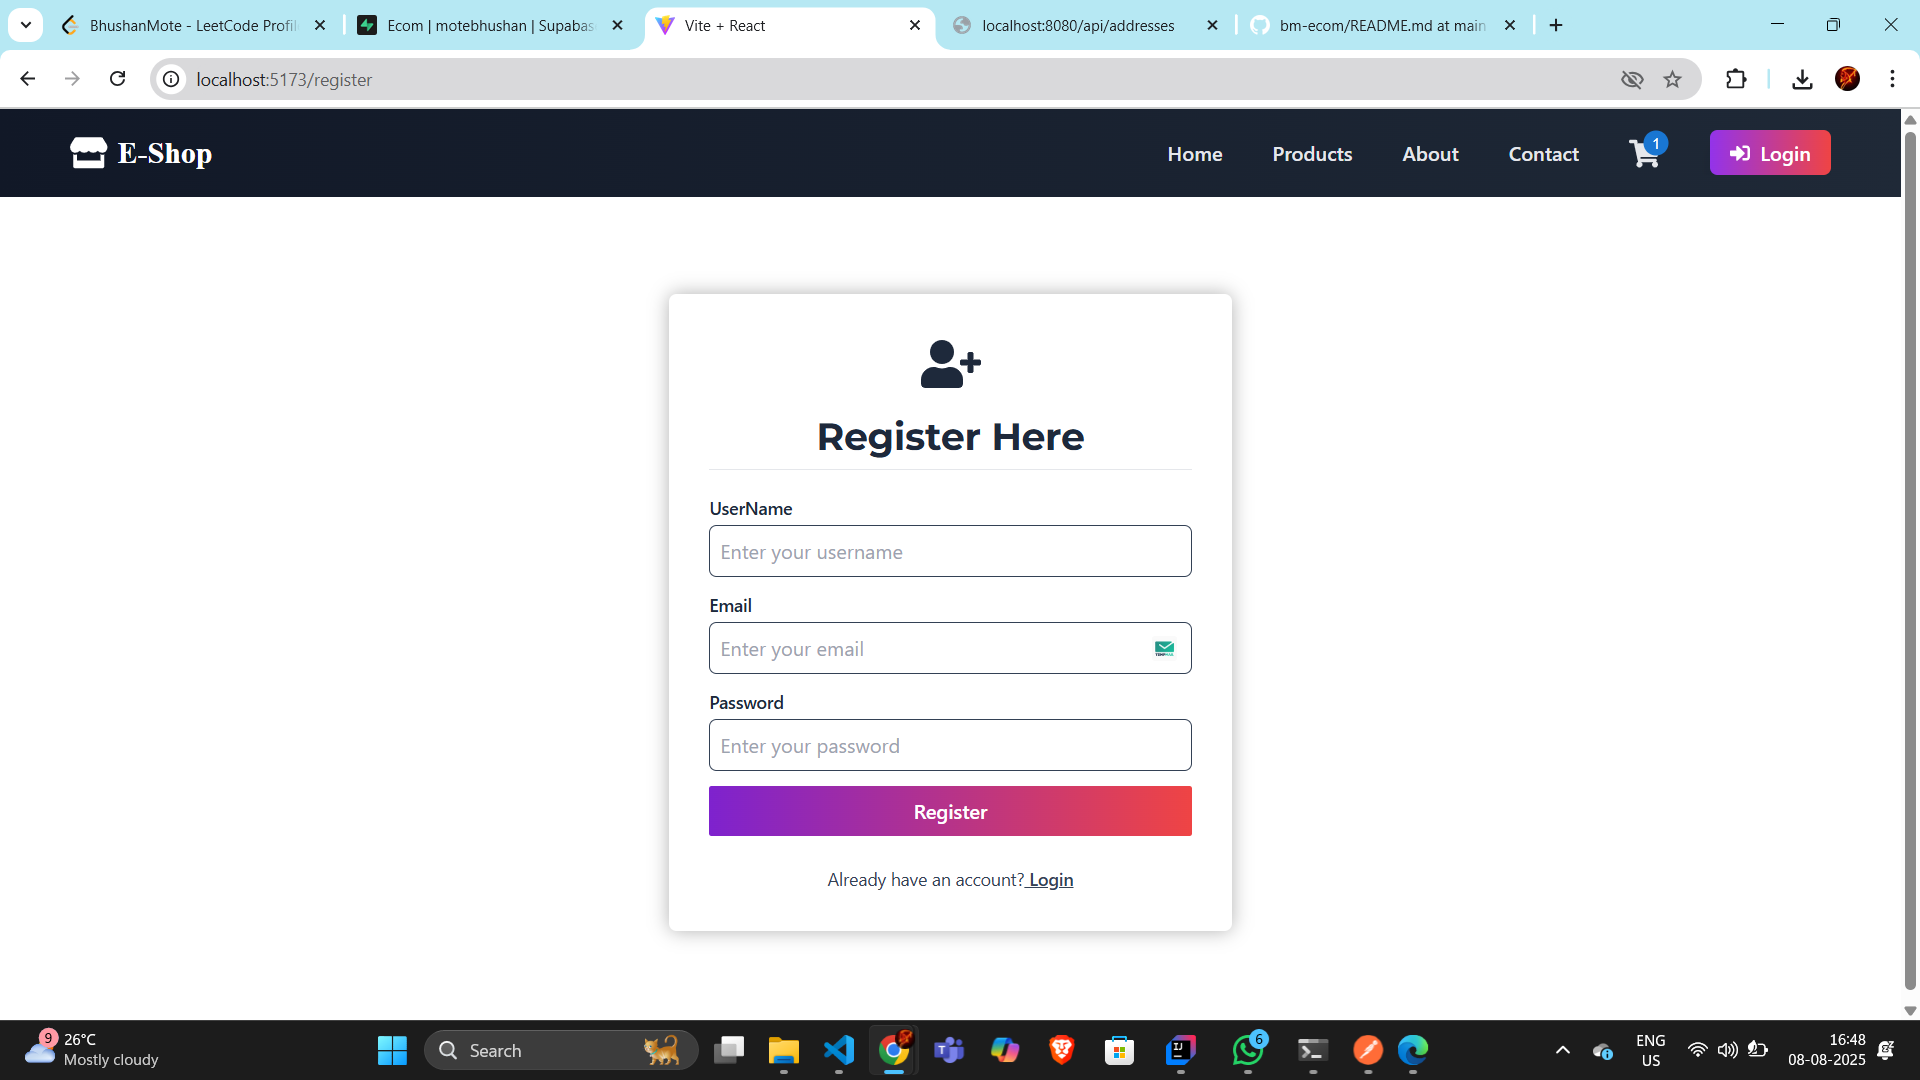 BhushanMote - LeetCode Profil
Ecom | motebhushan | Supabas
Vite + React
localhost:8080/api/addresses
bm-ecom/README.md at main
localhost:5173/register
E-Shop
Home
Products
About
Contact
1
Login
Register Here
UserName
Enter your username
Email
Enter your email
Password
Enter your password
Register
Already have an account? Login
9
26°C
Mostly cloudy
Search
6
ENG
US
16:48
08-08-2025